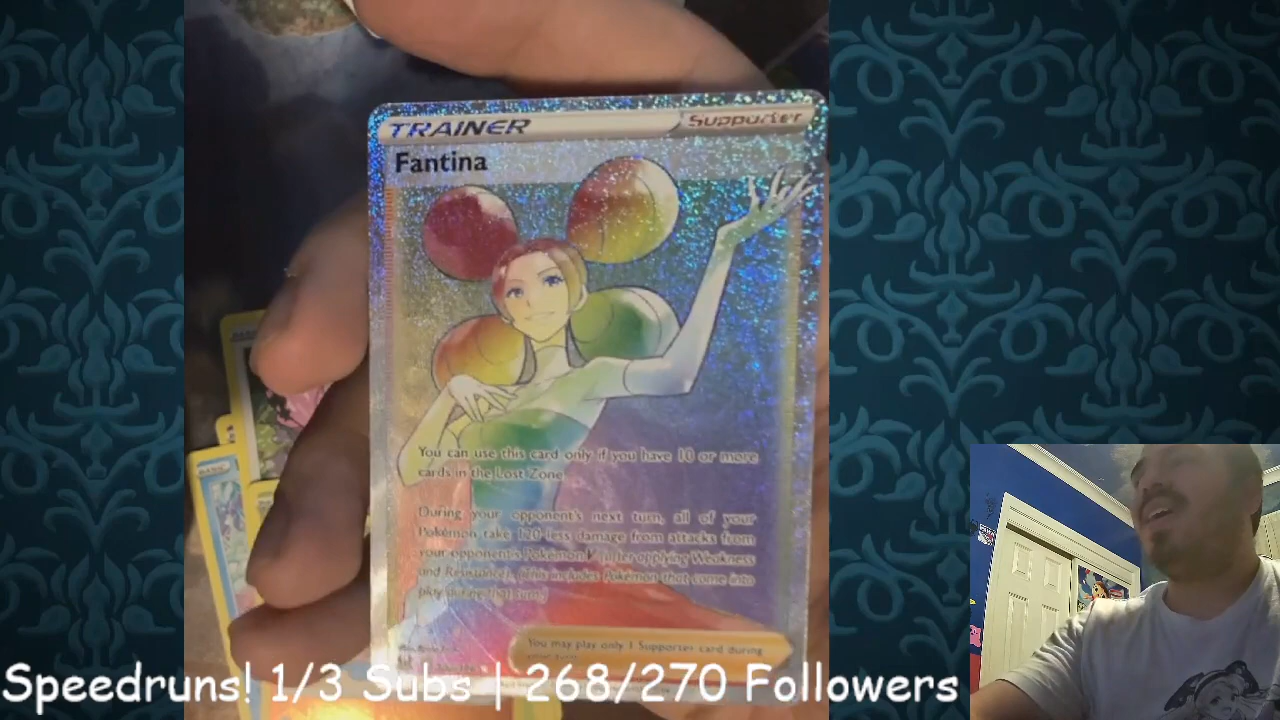 TRAINER Supporter
Fantina
You can use this card only if you have 10 or more
cards in the Lost Zone.
During your opponent's next turn, all of your
Pokémon take 120 less damage from attacks from
your opponent's Pokémon V. (After applying Weakness
and Resistance). (This includes Pokémon that come into
play during that turn.)
You may play only 1 Supporter card during
your turn.
Speedruns! 1/3 Subs | 268/270 Followers
BASIC